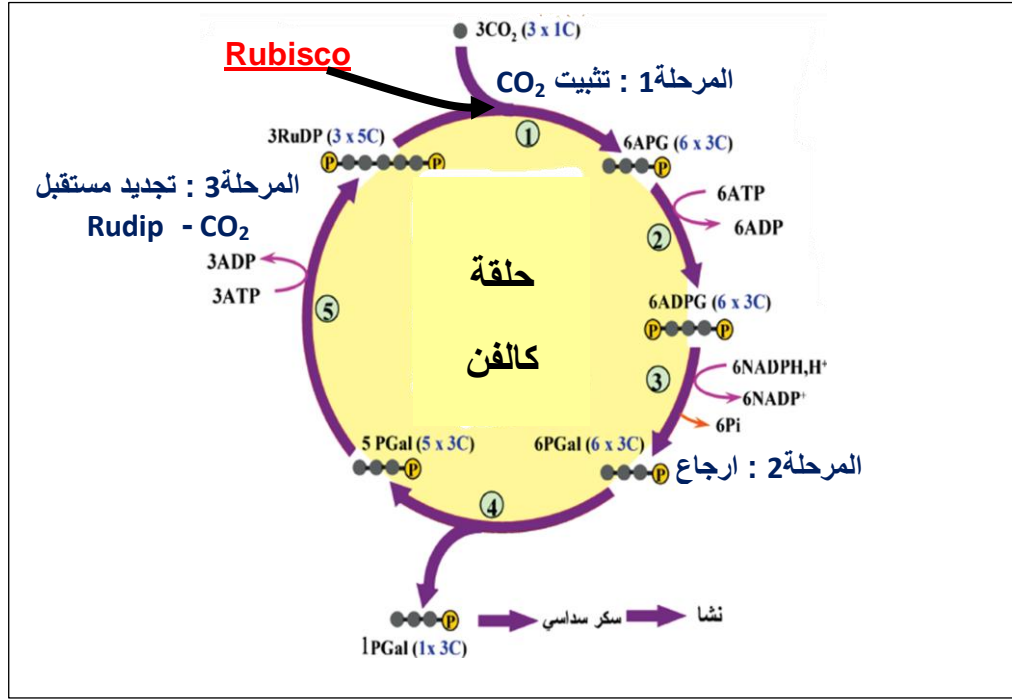 3CO₂ (3 x 1C)
Rubisco
المرحلة1 : تثبيت CO₂
3RuDP (3 x 5C)
1
6APG (6 x 3C)
P
P
P
المرحلة3 : تجديد مستقبل
Rudip - CO₂
6ATP
6ADP
2
3ADP
3ATP
5
حلقة
كالفن
6ADPG (6 x 3C)
P
P
3
6NADPH,H⁺
6NADP⁺
6Pi
5 PGal (5 x 3C)
6PGal (6 x 3C)
P
P
المرحلة2 : ارجاع
4
P
سكر سداسي
نشا
1PGal (1x 3C)